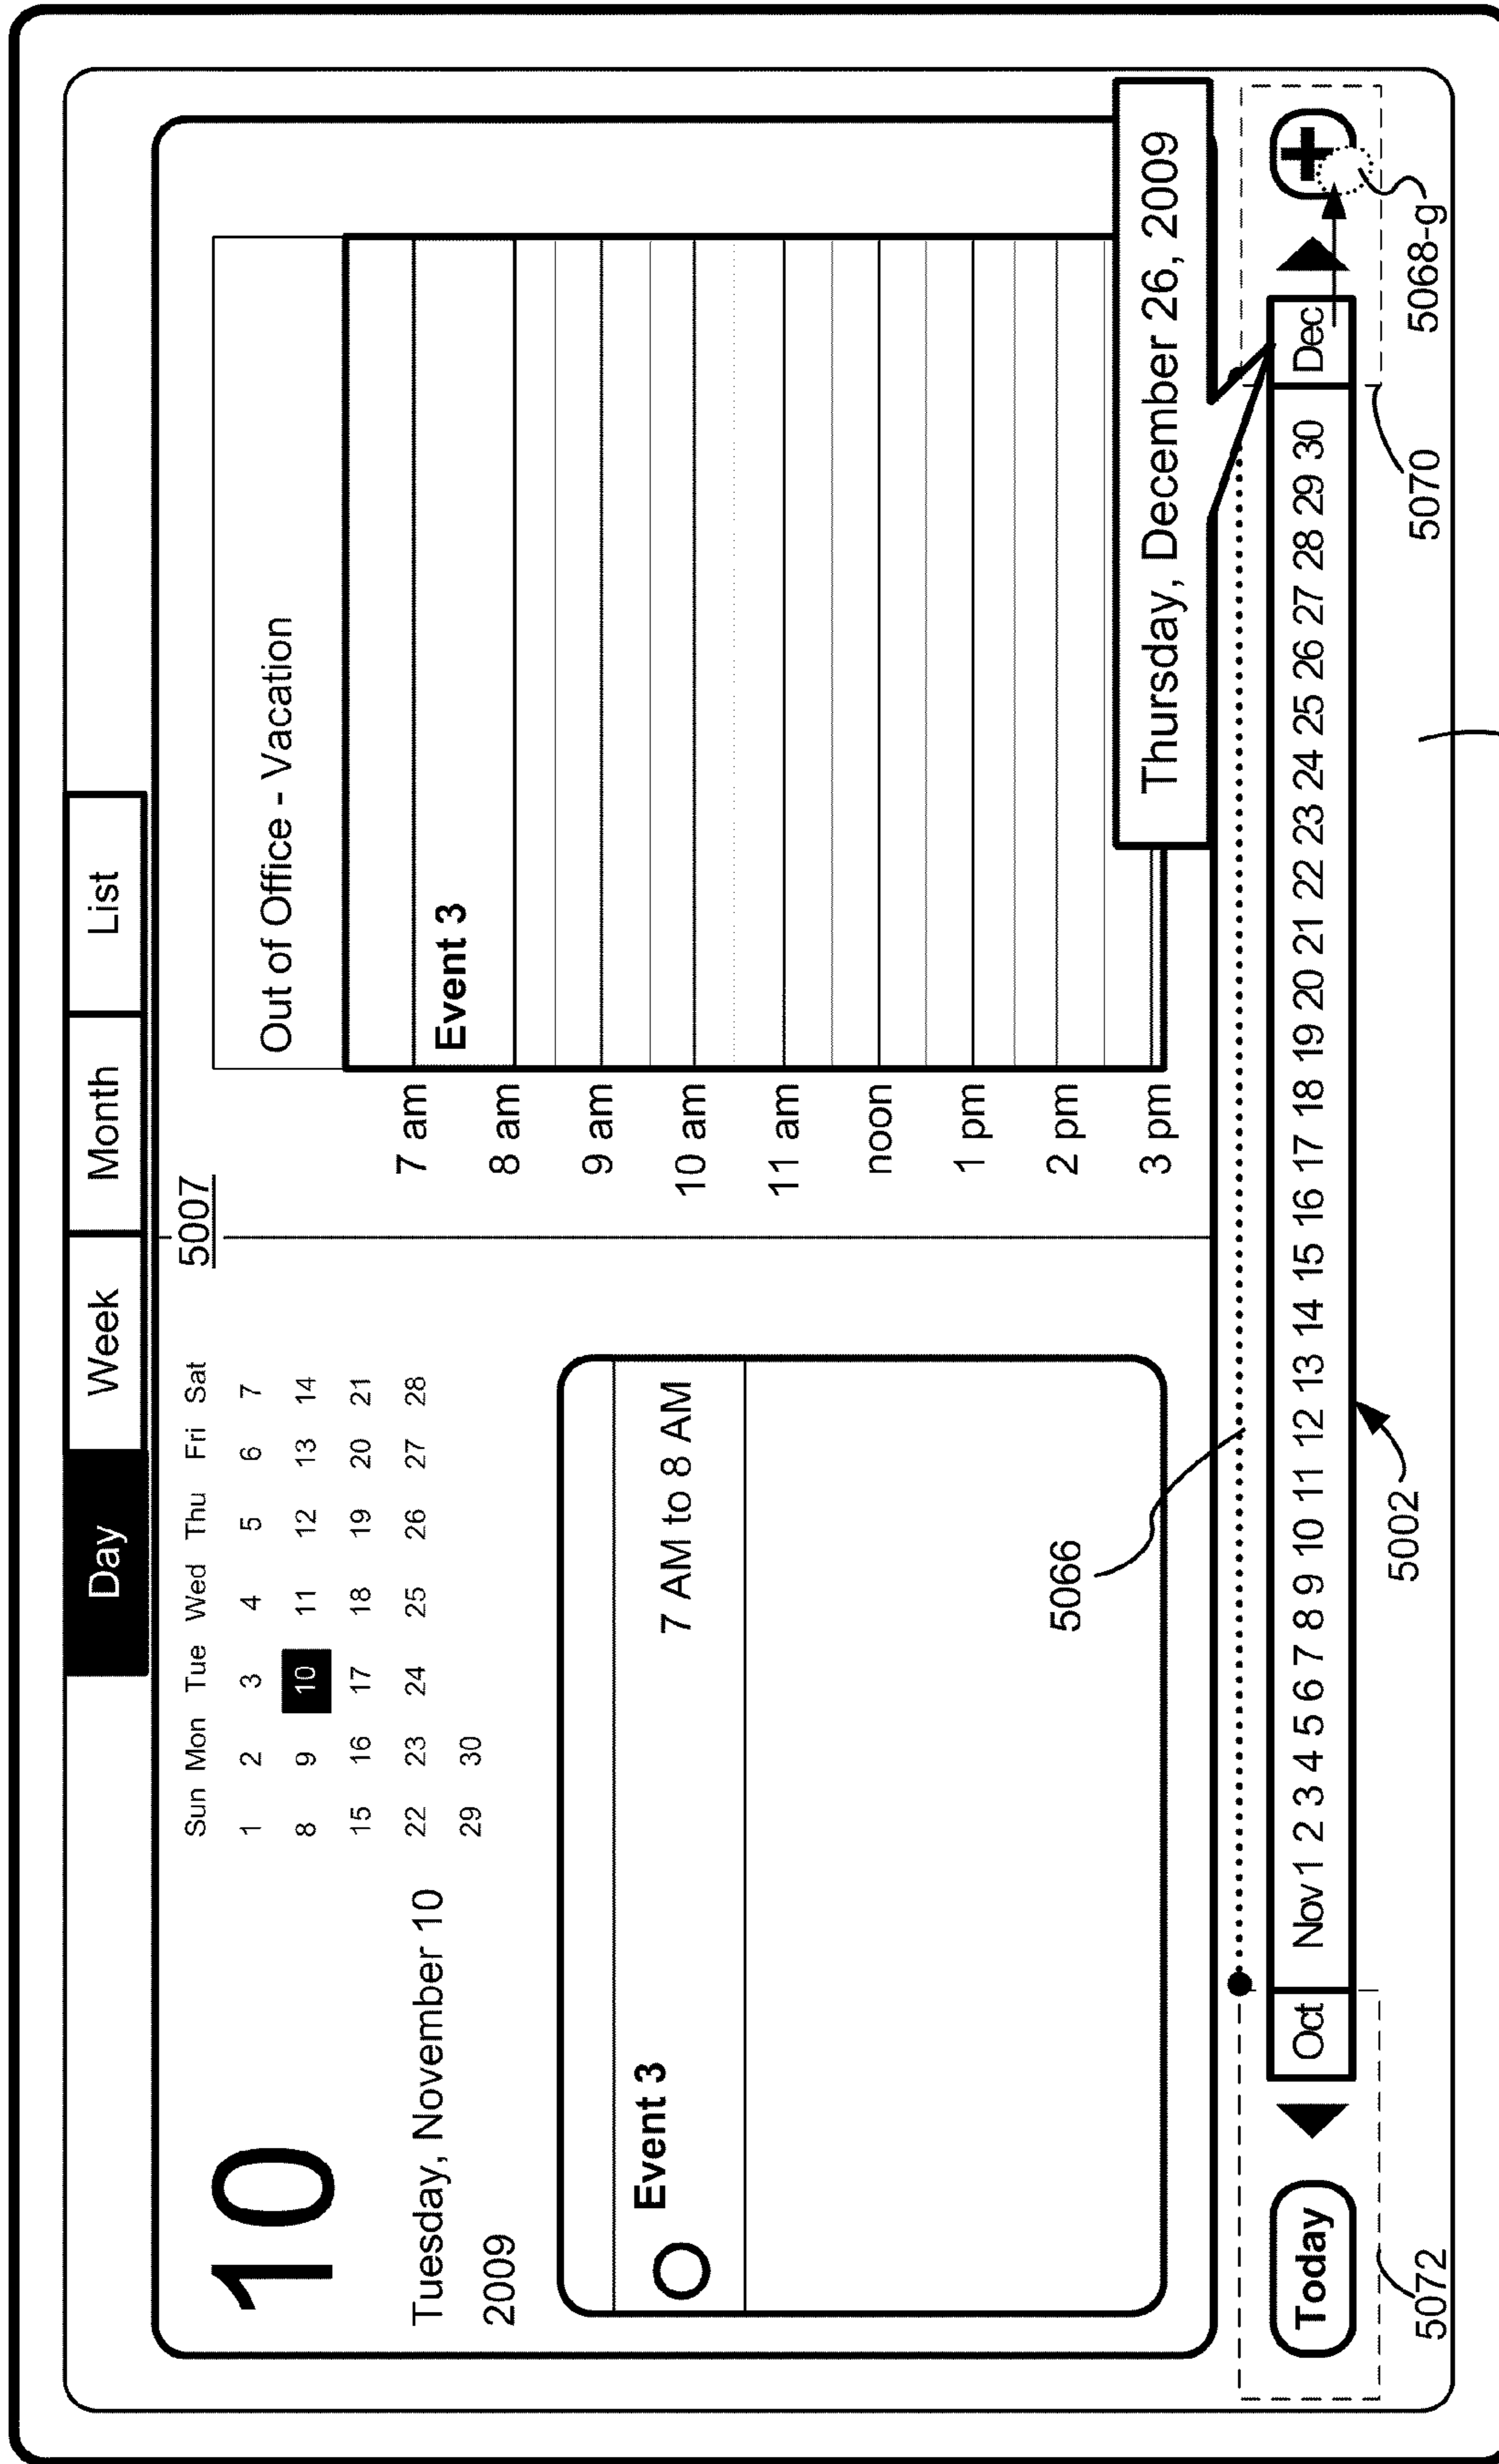 Day Week Month List
10
Tuesday, November 10
2009
Sun Mon Tue Wed Thu Fri Sat
1 2 3 4 5 6 7
8 9 10 11 12 13 14
15 16 17 18 19 20 21
22 23 24 25 26 27 28
29 30
Event 3
7 AM to 8 AM
5066
5007
Out of Office - Vacation
7 am
Event 3
8 am
9 am
10 am
11 am
noon
1 pm
2 pm
3 pm
Thursday, December 26, 2009
Today Oct Nov 1 2 3 4 5 6 7 8 9 10 11 12 13 14 15 16 17 18 19 20 21 22 23 24 25 26 27 28 29 30 Dec +
5072 5002 5070 5068-g